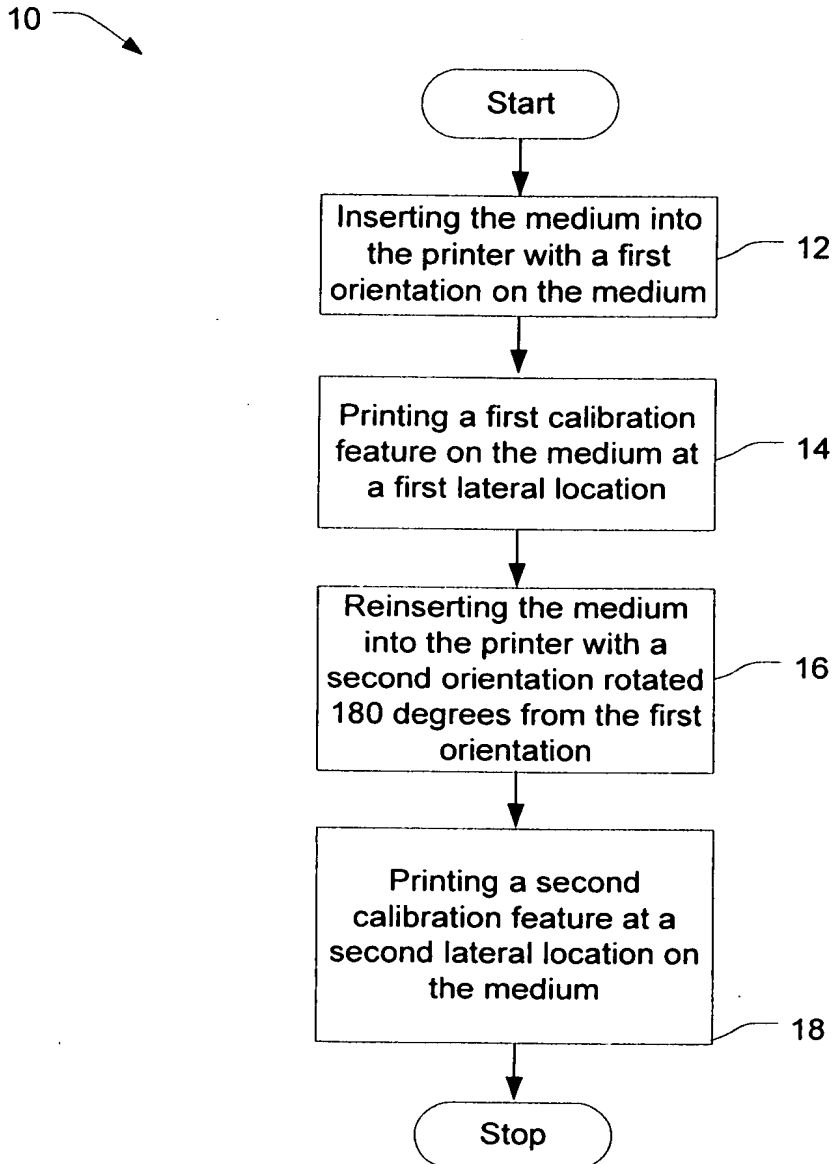 10
Start
Inserting the medium into
the printer with a first
orientation on the medium
12
Printing a first calibration
feature on the medium at
a first lateral location
14
Reinserting the medium
into the printer with a
second orientation rotated
180 degrees from the first
orientation
16
Printing a second
calibration feature at a
second lateral location on
the medium
18
Stop